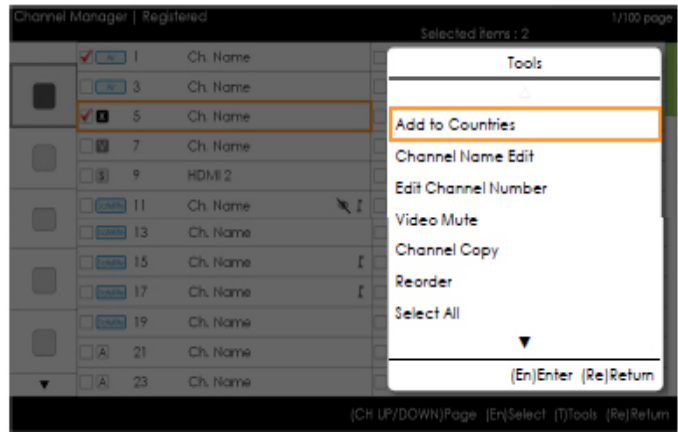 Channel Manager | Registered
1/100 page
Selected items : 2
1 Ch. Name
3 Ch. Name
5 Ch. Name
7 Ch. Name
9 HDMI 2
11 Ch. Name
13 Ch. Name
15 Ch. Name
17 Ch. Name
19 Ch. Name
A 21 Ch. Name
A 23 Ch. Name
Tools
Add to Countries
Channel Name Edit
Edit Channel Number
Video Mute
Channel Copy
Reorder
Select All
(En)Enter (Re)Return
(CH UP/DOWN)Page (En)Select (T)Tools (Re)Return